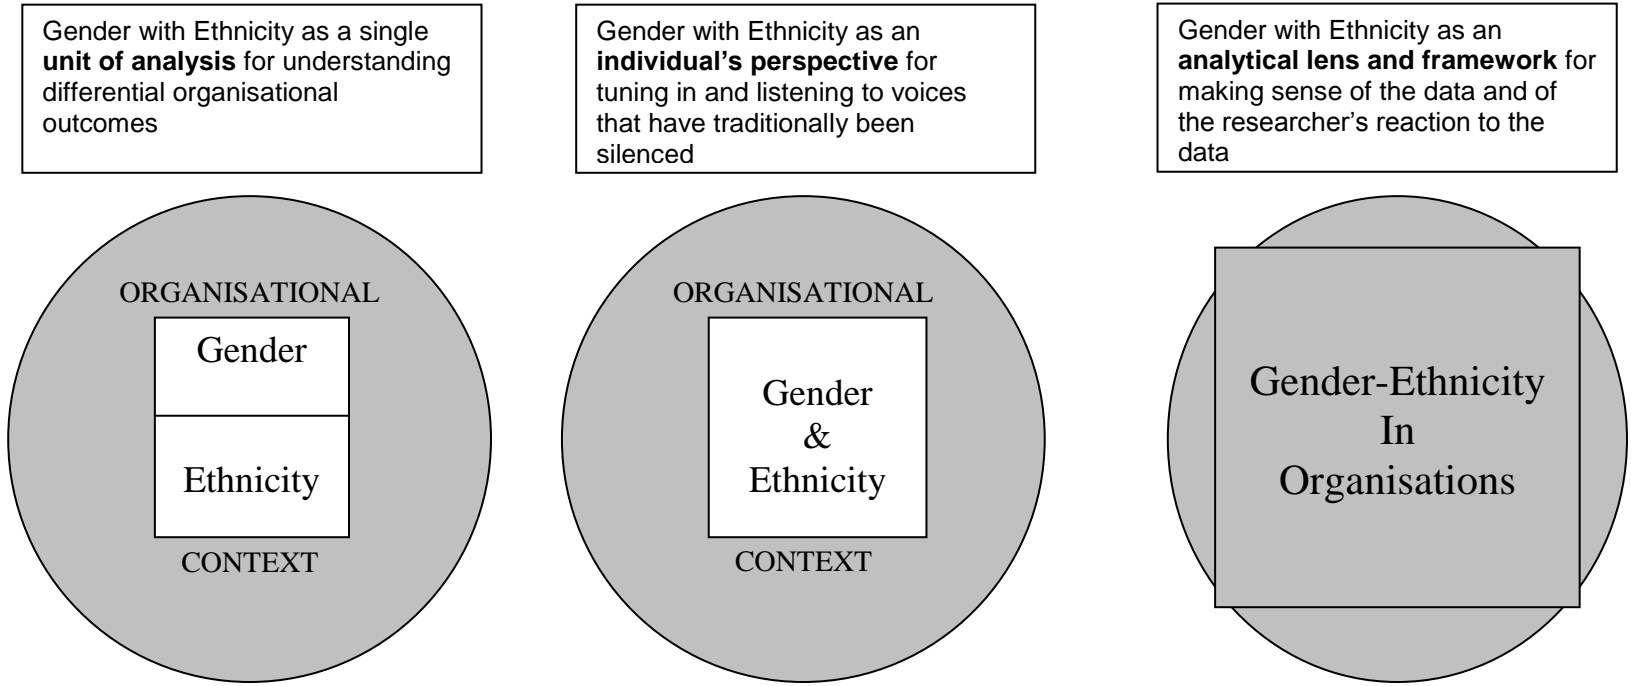 Gender with Ethnicity as a single
unit of analysis for understanding
differential organisational
outcomes
Gender with Ethnicity as an
individual's perspective for
tuning in and listening to voices
that have traditionally been
silenced
Gender with Ethnicity as an
analytical lens and framework for
making sense of the data and of
the researcher's reaction to the
data
ORGANISATIONAL
Gender
Ethnicity
CONTEXT
ORGANISATIONAL
Gender
&
Ethnicity
CONTEXT
Gender-Ethnicity
In
Organisations